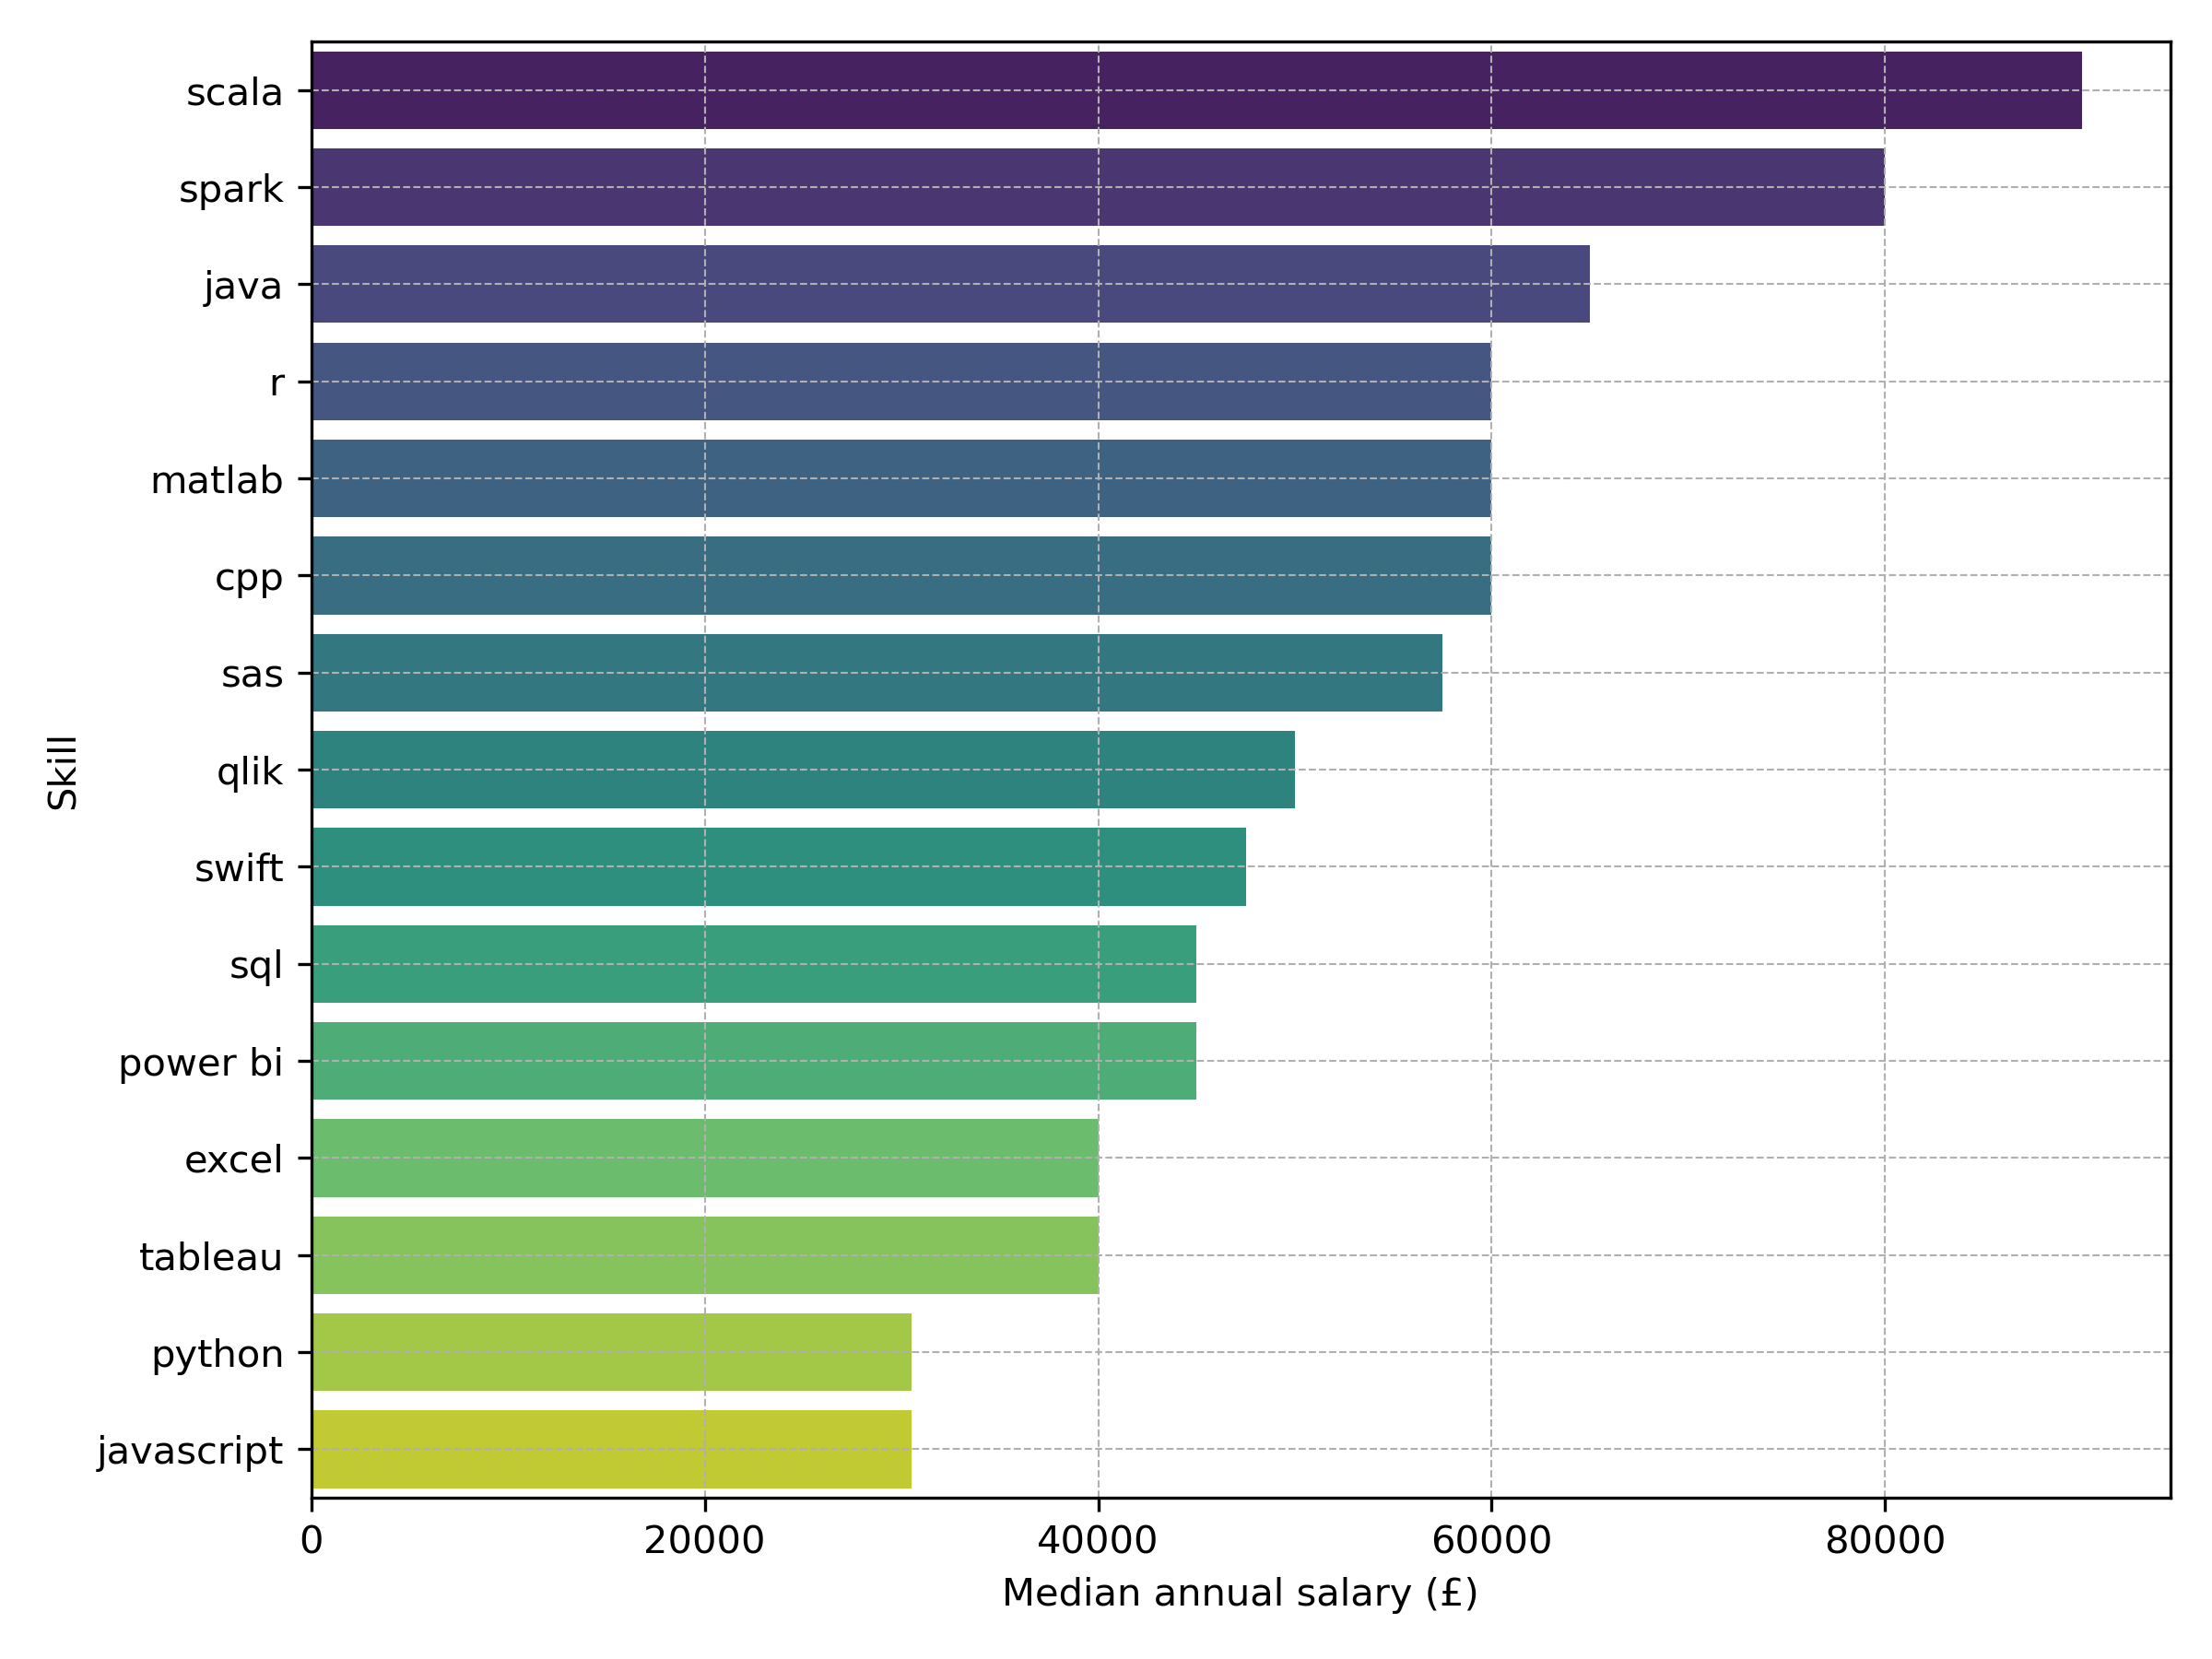 scala
spark
java
r
matlab
cpp
sas
qlik
swift
sql
power bi
excel
tableau
python
javascript
Skill
0 20000 40000 60000 80000
Median annual salary (£)